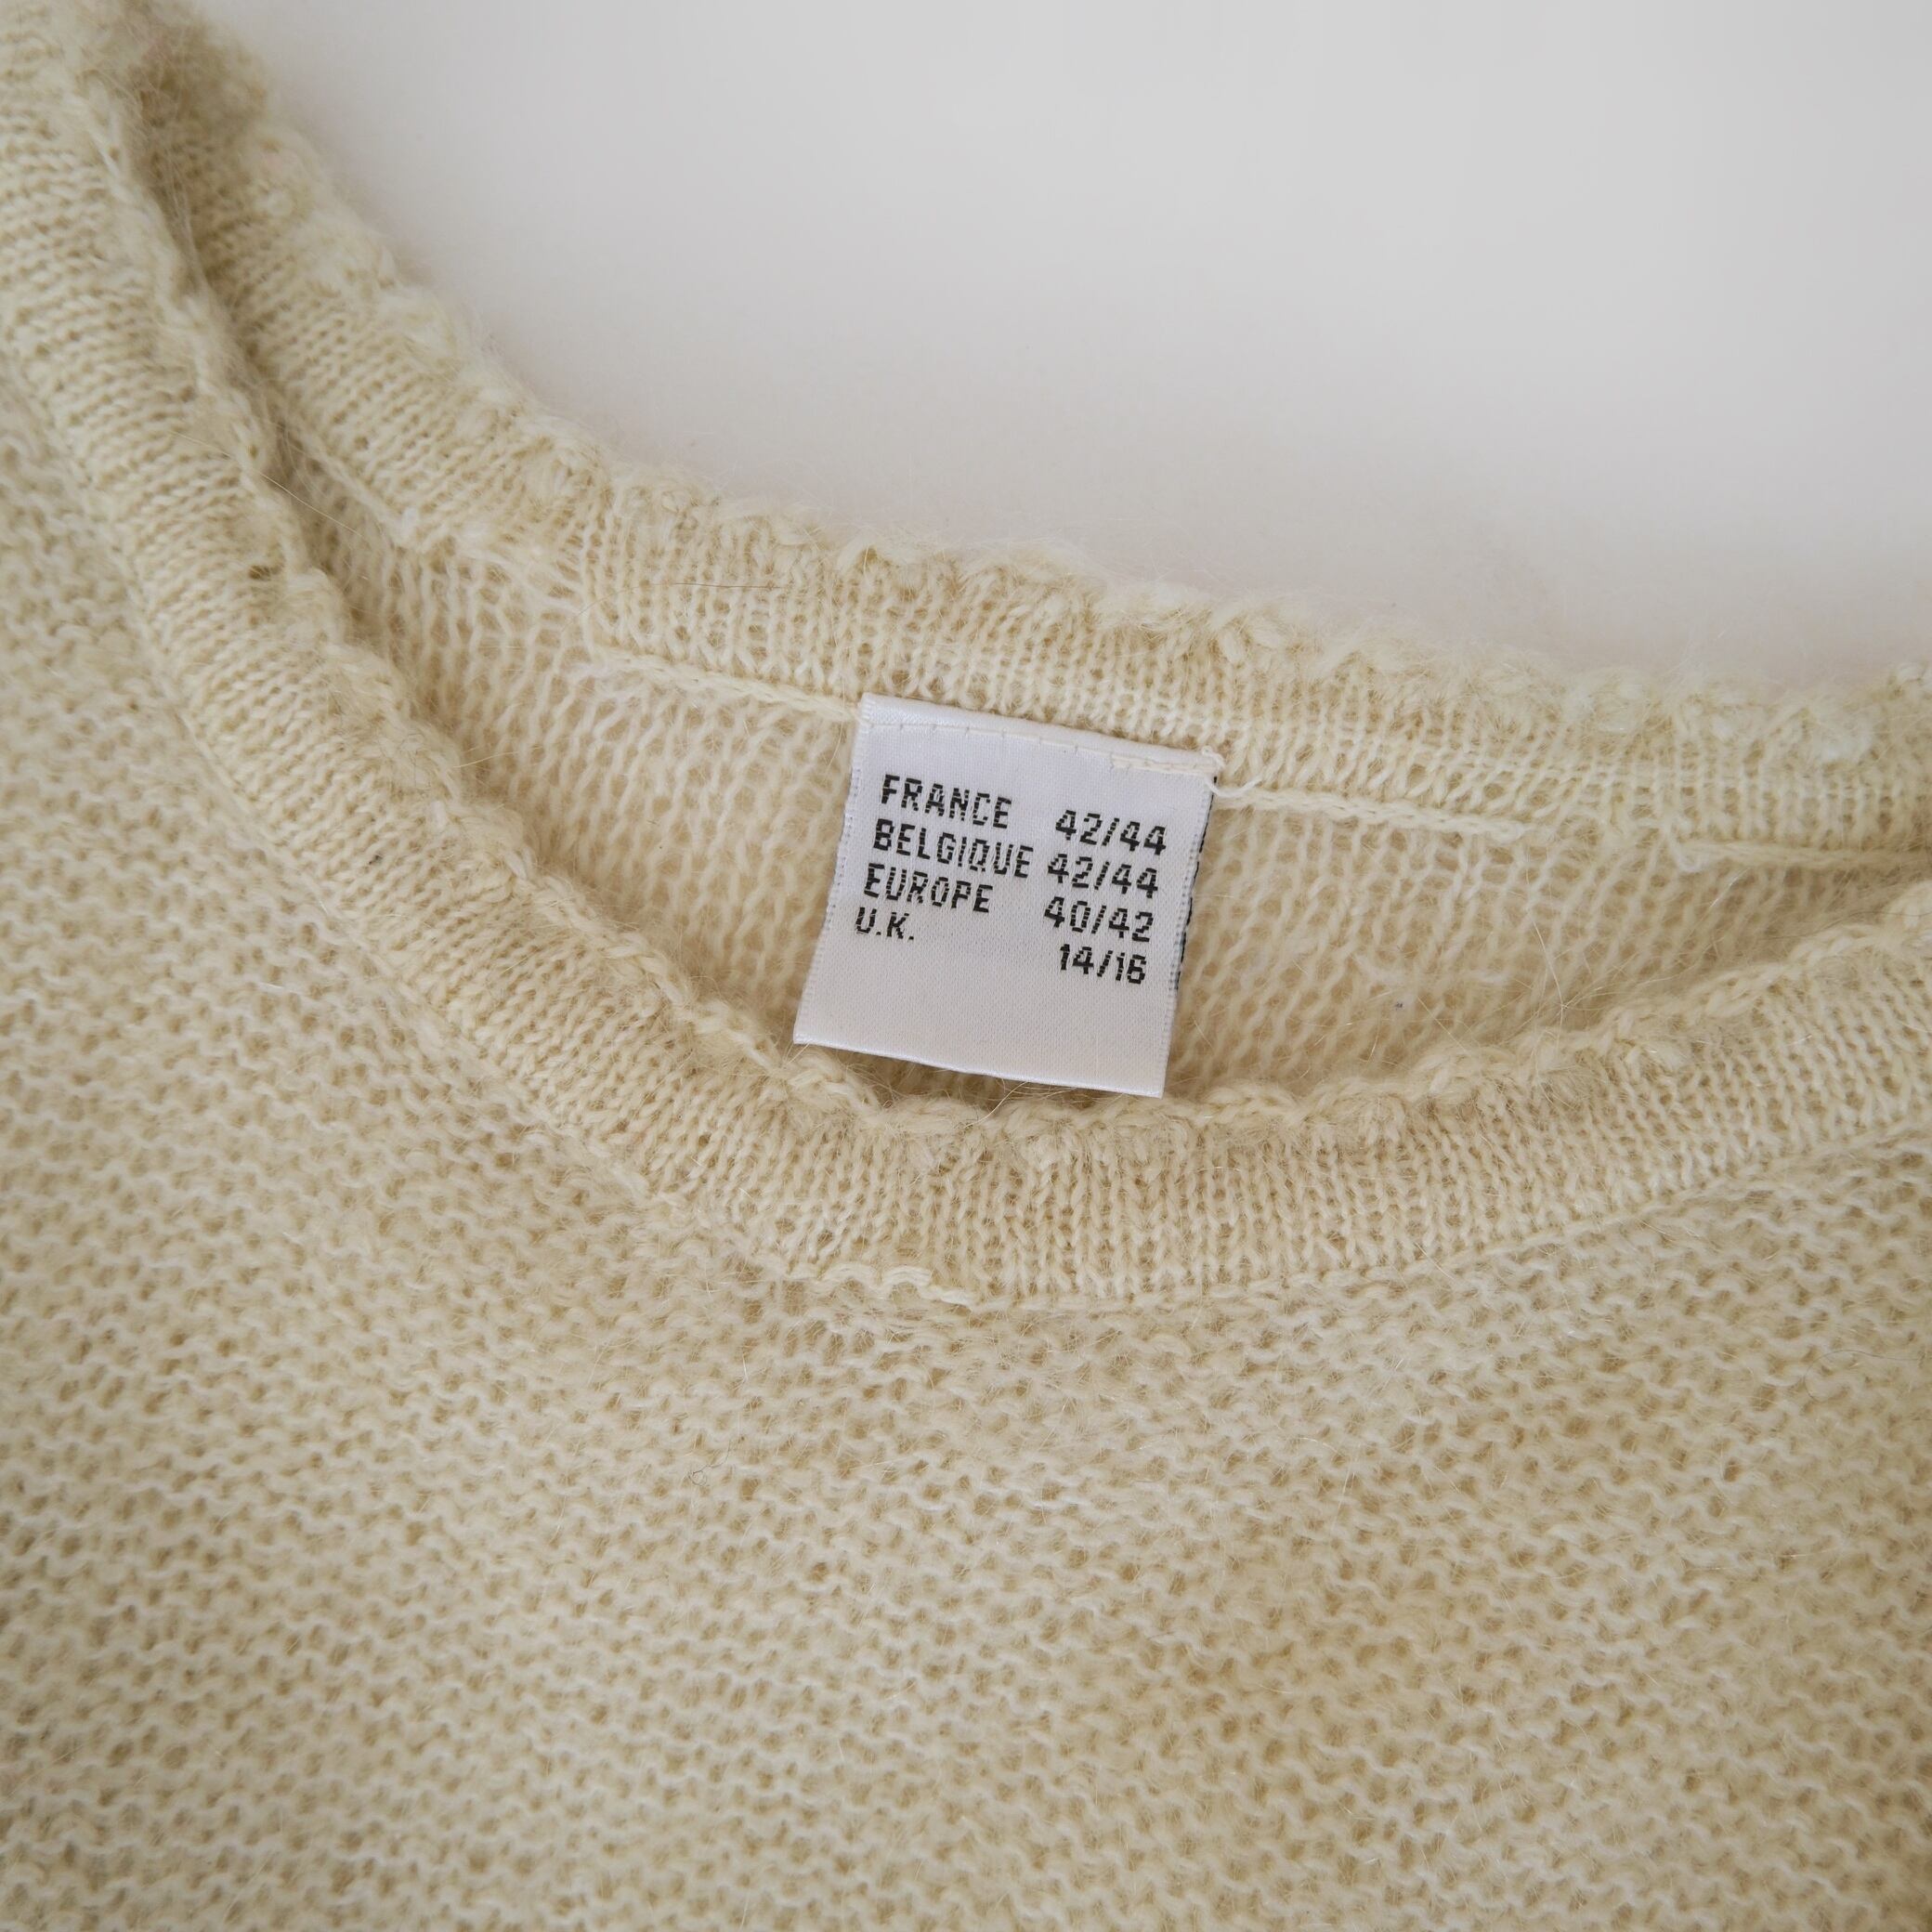 FRANCE 42/44
BELGIQUE 42/44
EUROPE 40/42
U.K. 14/16